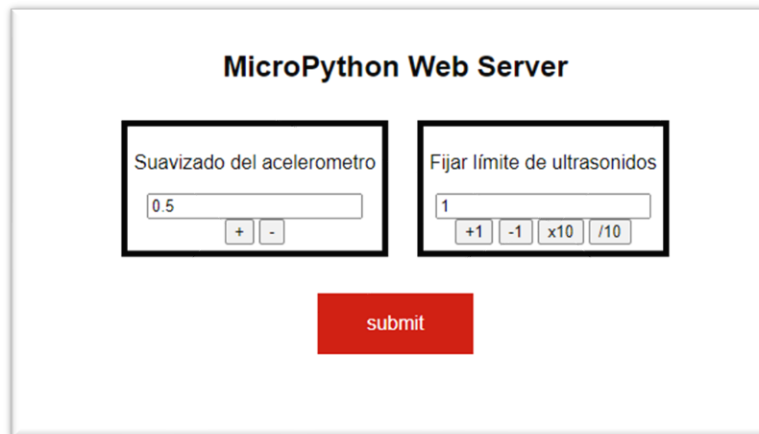 MicroPython Web Server
Suavizado del acelerometro
0.5
+ -
Fijar límite de ultrasonidos
1
+1 -1 x10 /10
submit